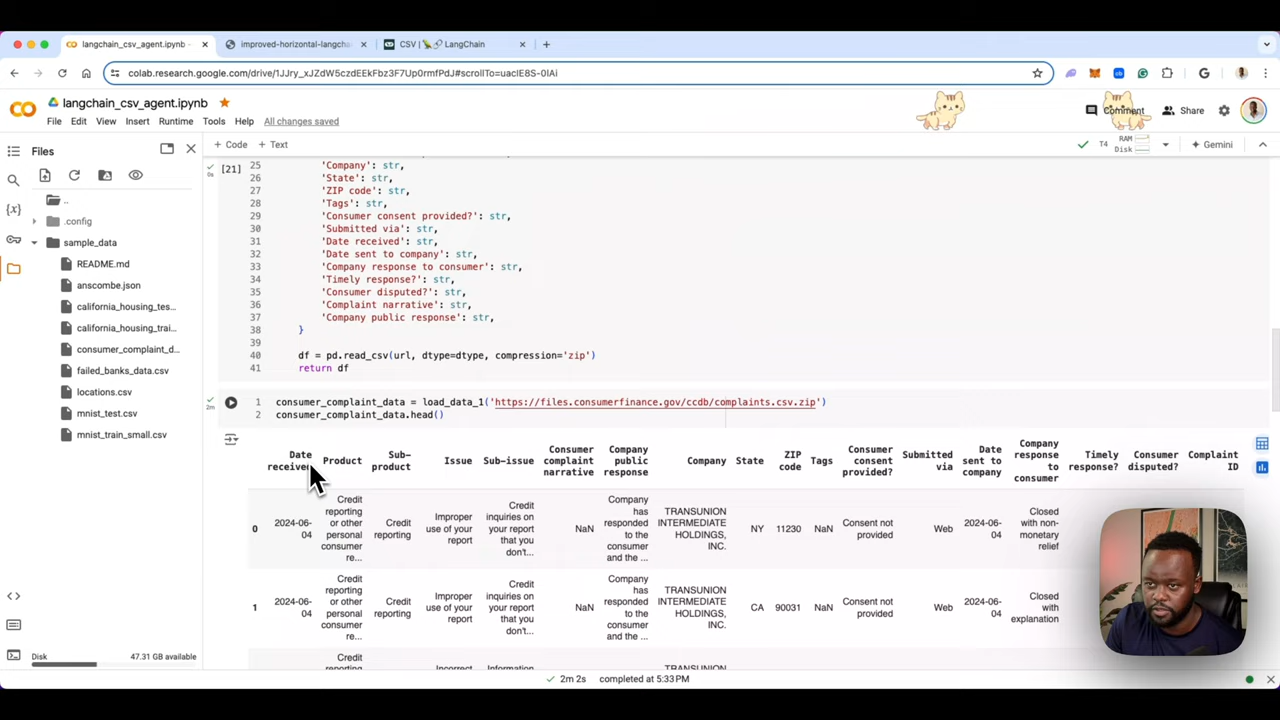 langchain_csv_agent.ipynb -
improved-horizontal-langcha
CSV | 🦜🔗 LangChain
colab.research.google.com/drive/1JJry_xJZdW5czdEEkFbz3F7Up0rmfPdJ#scrollTo=uaclE8S-0IAi
langchain_csv_agent.ipynb
File Edit View Insert Runtime Tools Help All changes saved
Comment Share
Files
+ Code + Text
T4 RAM Disk Gemini
..
.config
sample_data
README.md
anscombe.json
california_housing_tes...
california_housing_trai...
consumer_complaint_d...
failed_banks_data.csv
locations.csv
mnist_test.csv
mnist_train_small.csv
Disk 47.31 GB available
[21]
0s
25 'Company': str,
26 'State': str,
27 'ZIP code': str,
28 'Tags': str,
29 'Consumer consent provided?': str,
30 'Submitted via': str,
31 'Date received': str,
32 'Date sent to company': str,
33 'Company response to consumer': str,
34 'Timely response?': str,
35 'Consumer disputed?': str,
36 'Complaint narrative': str,
37 'Company public response': str,
38 }
39
40 df = pd.read_csv(url, dtype=dtype, compression='zip')
41 return df
2m
1 consumer_complaint_data = load_data_1('https://files.consumerfinance.gov/ccdb/complaints.csv.zip')
2 consumer_complaint_data.head()
Date received Product Sub-product Issue Sub-issue Consumer complaint narrative Company public response Company State ZIP code Tags Consumer consent provided? Submitted via Date sent to company Company response to consumer Timely response? Consumer disputed? Complaint ID
0 2024-06-04 Credit reporting or other personal consumer re... Credit reporting Improper use of your report Credit inquiries on your report that you don't... NaN Company has responded to the consumer and the ... TRANSUNION INTERMEDIATE HOLDINGS, INC. NY 11230 NaN Consent not provided Web 2024-06-04 Closed with non-monetary relief
1 2024-06-04 Credit reporting or other personal consumer re... Credit reporting Improper use of your report Credit inquiries on your report that you don't... NaN Company has responded to the consumer and the ... TRANSUNION INTERMEDIATE HOLDINGS, INC. CA 90031 NaN Consent not provided Web 2024-06-04 Closed with explanation
Credit Incorrect Information TRANSUNION
2m 2s completed at 5:33 PM